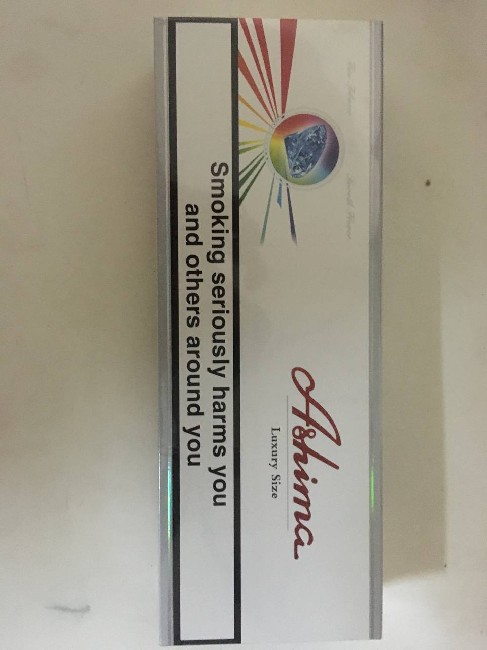 Ashima
Luxury Size
Smoking seriously harms you
and others around you